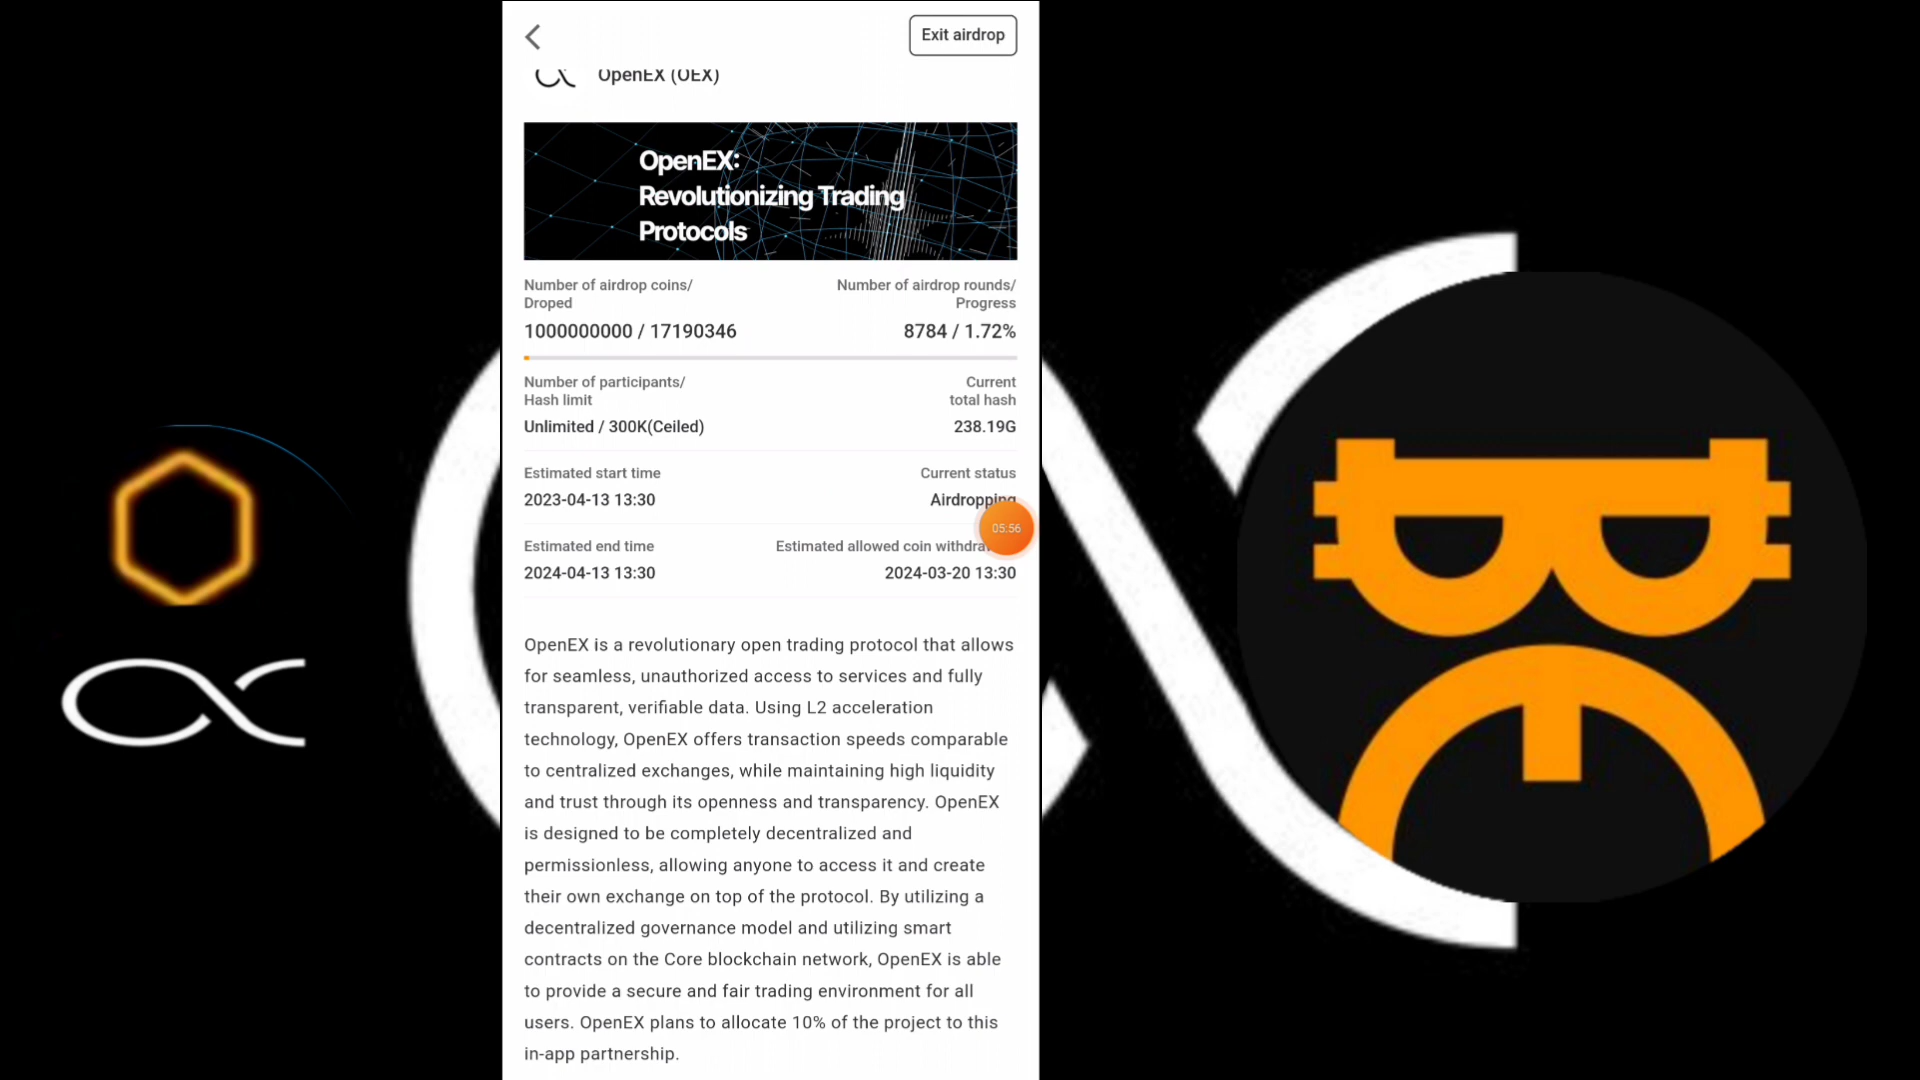 Exit airdrop
OpenEX (OEX)
OpenEX:
Revolutionizing Trading
Protocols
Number of airdrop coins/
Droped
Number of airdrop rounds/
Progress
1000000000 / 17190346
8784 / 1.72%
Number of participants/
Hash limit
Current
total hash
Unlimited / 300K(Ceiled)
238.19G
Estimated start time
Current status
2023-04-13 13:30
Airdropping
05:56
Estimated end time
Estimated allowed coin
2024-04-13 13:30
2024-03-20 13:30
OpenEX is a revolutionary open trading protocol that allows
for seamless, unauthorized access to services and fully
transparent, verifiable data. Using L2 acceleration
technology, OpenEX offers transaction speeds comparable
to centralized exchanges, while maintaining high liquidity
and trust through its openness and transparency. OpenEX
is designed to be completely decentralized and
permissionless, allowing anyone to access it and create
their own exchange on top of the protocol. By utilizing a
decentralized governance model and utilizing smart
contracts on the Core blockchain network, OpenEX is able
to provide a secure and fair trading environment for all
users. OpenEX plans to allocate 10% of the project to this
in-app partnership.